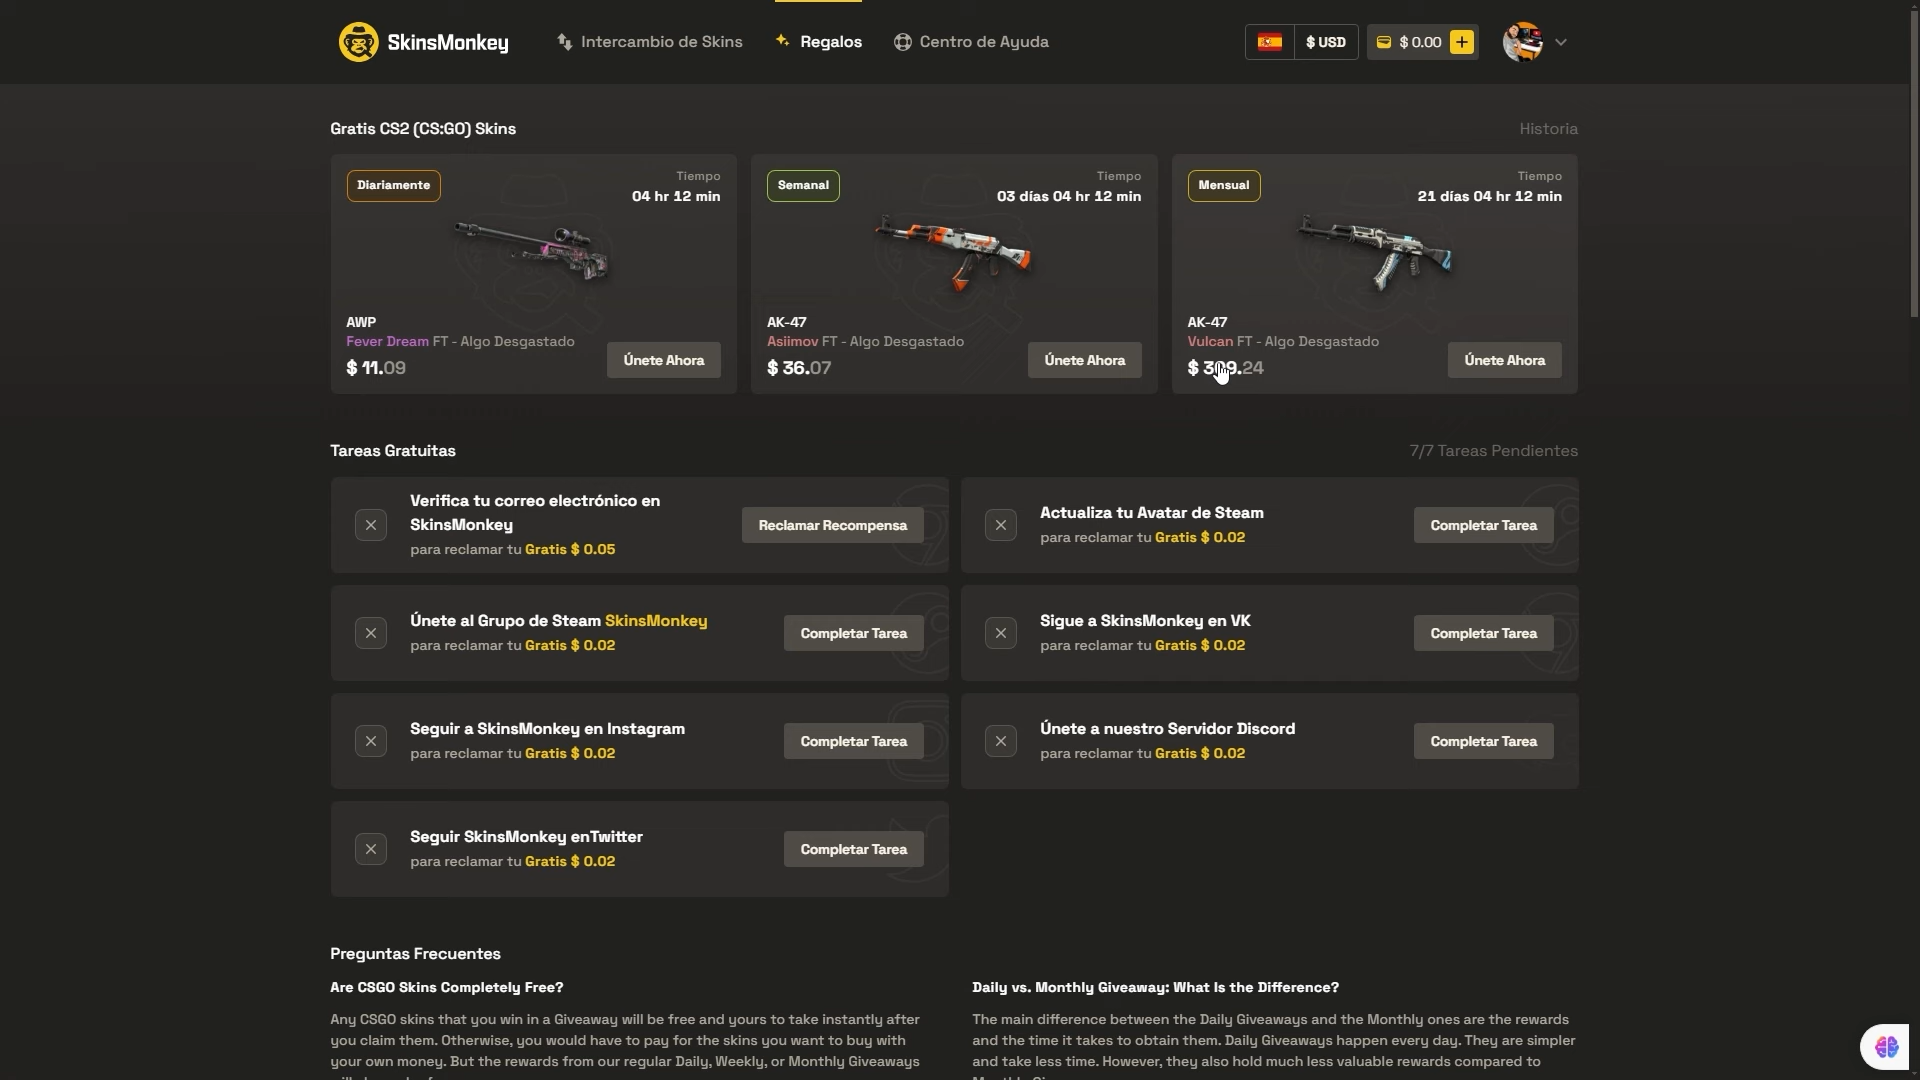 SkinsMonkey
Intercambio de Skins
Regalos
Centro de Ayuda
$ USD
$ 0.00
Gratis CS2 (CS:GO) Skins
Historia
Diariamente
Tiempo
04 hr 12 min
AWP
Fever Dream FT - Algo Desgastado
$ 11.09
Únete Ahora
Semanal
Tiempo
03 días 04 hr 12 min
AK-47
Asiimov FT - Algo Desgastado
$ 36.07
Únete Ahora
Mensual
Tiempo
21 días 04 hr 12 min
AK-47
Vulcan FT - Algo Desgastado
$ 309.24
Únete Ahora
Tareas Gratuitas
7/7 Tareas Pendientes
Verifica tu correo electrónico en
SkinsMonkey
para reclamar tu Gratis $ 0.05
Reclamar Recompensa
Actualiza tu Avatar de Steam
para reclamar tu Gratis $ 0.02
Completar Tarea
Únete al Grupo de Steam SkinsMonkey
para reclamar tu Gratis $ 0.02
Completar Tarea
Sigue a SkinsMonkey en VK
para reclamar tu Gratis $ 0.02
Completar Tarea
Seguir a SkinsMonkey en Instagram
para reclamar tu Gratis $ 0.02
Completar Tarea
Únete a nuestro Servidor Discord
para reclamar tu Gratis $ 0.02
Completar Tarea
Seguir SkinsMonkey enTwitter
para reclamar tu Gratis $ 0.02
Completar Tarea
Preguntas Frecuentes
Are CSGO Skins Completely Free?
Any CSGO skins that you win in a Giveaway will be free and yours to take instantly after
you claim them. Otherwise, you would have to pay for the skins you want to buy with
your own money. But the rewards from our regular Daily, Weekly, or Monthly Giveaways
Daily vs. Monthly Giveaway: What Is the Difference?
The main difference between the Daily Giveaways and the Monthly ones are the rewards
and the time it takes to obtain them. Daily Giveaways happen every day. They are simpler
and take less time. However, they also hold much less valuable rewards compared to